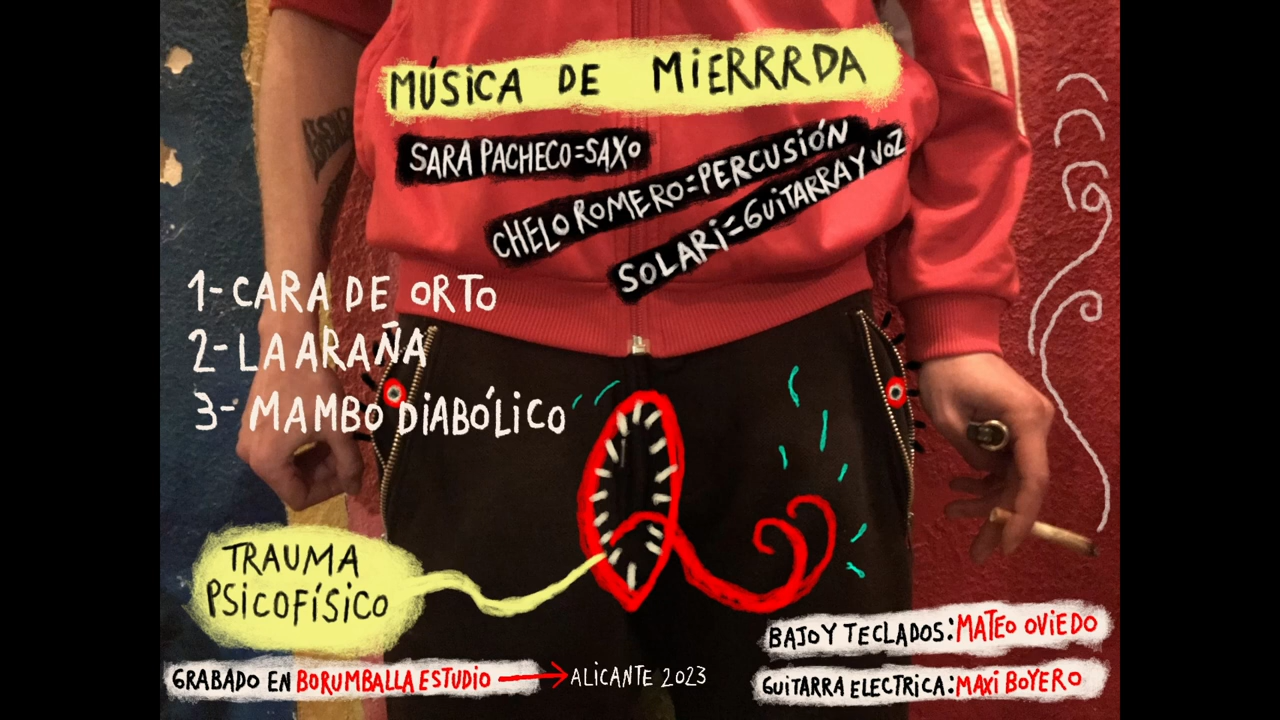 MÚSiCA DE MiERRRDA
SARA PACHECO=SAXO
CHELO ROMERO=PERCUSiÓN
SOLARi=GUiTARRA Y VOZ
1- CARA DE ORTO
2- LA ARAÑA
3- MAMBO DiABÓLiCO
TRAUMA
PSiCOFÍSiCO
BAJO Y TECLADOS: MATEO OViEDO
GRABADO EN BORUMBALLA ESTUDiO → ALiCANTE 2023
GUiTARRA ELECTRiCA: MAXi BOYERO